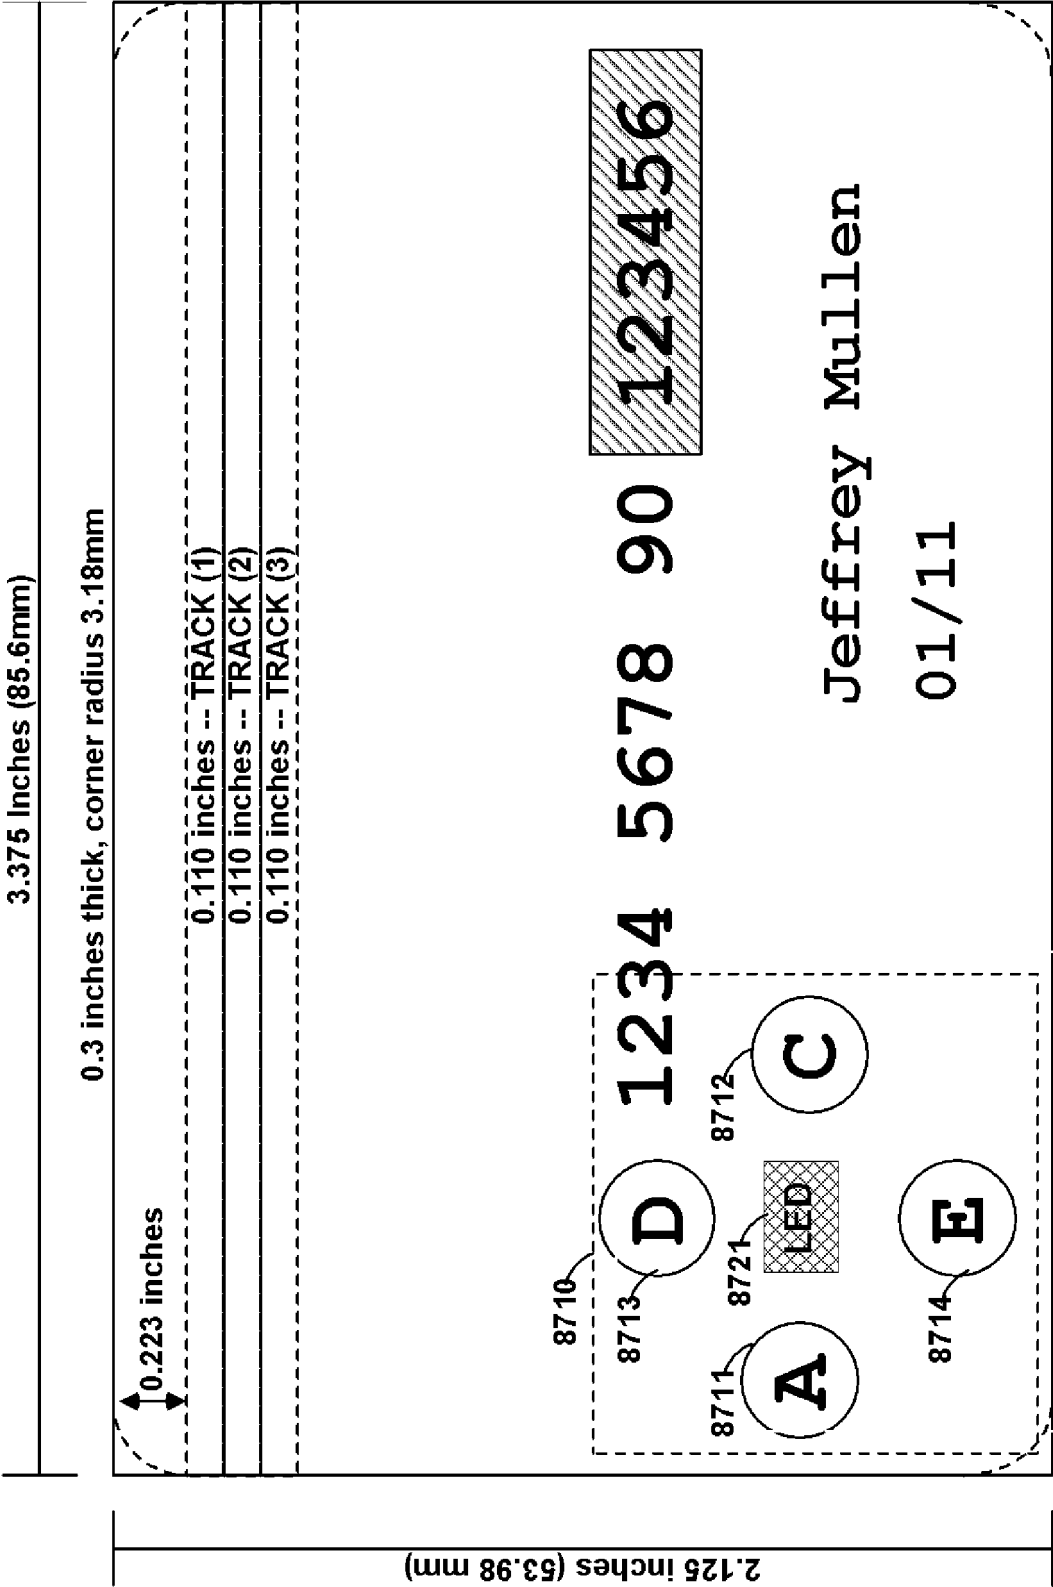 3.375 Inches (85.6mm)
0.3 inches thick, corner radius 3.18mm
0.223 inches
0.110 inches -- TRACK (1)
0.110 inches -- TRACK (2)
0.110 inches -- TRACK (3)
2.125 inches (53.98 mm)
8710
8713
D
1234 5678 90 123456
8712
C
8721
LED
8711
A
8714
E
Jeffrey Mullen
01/11